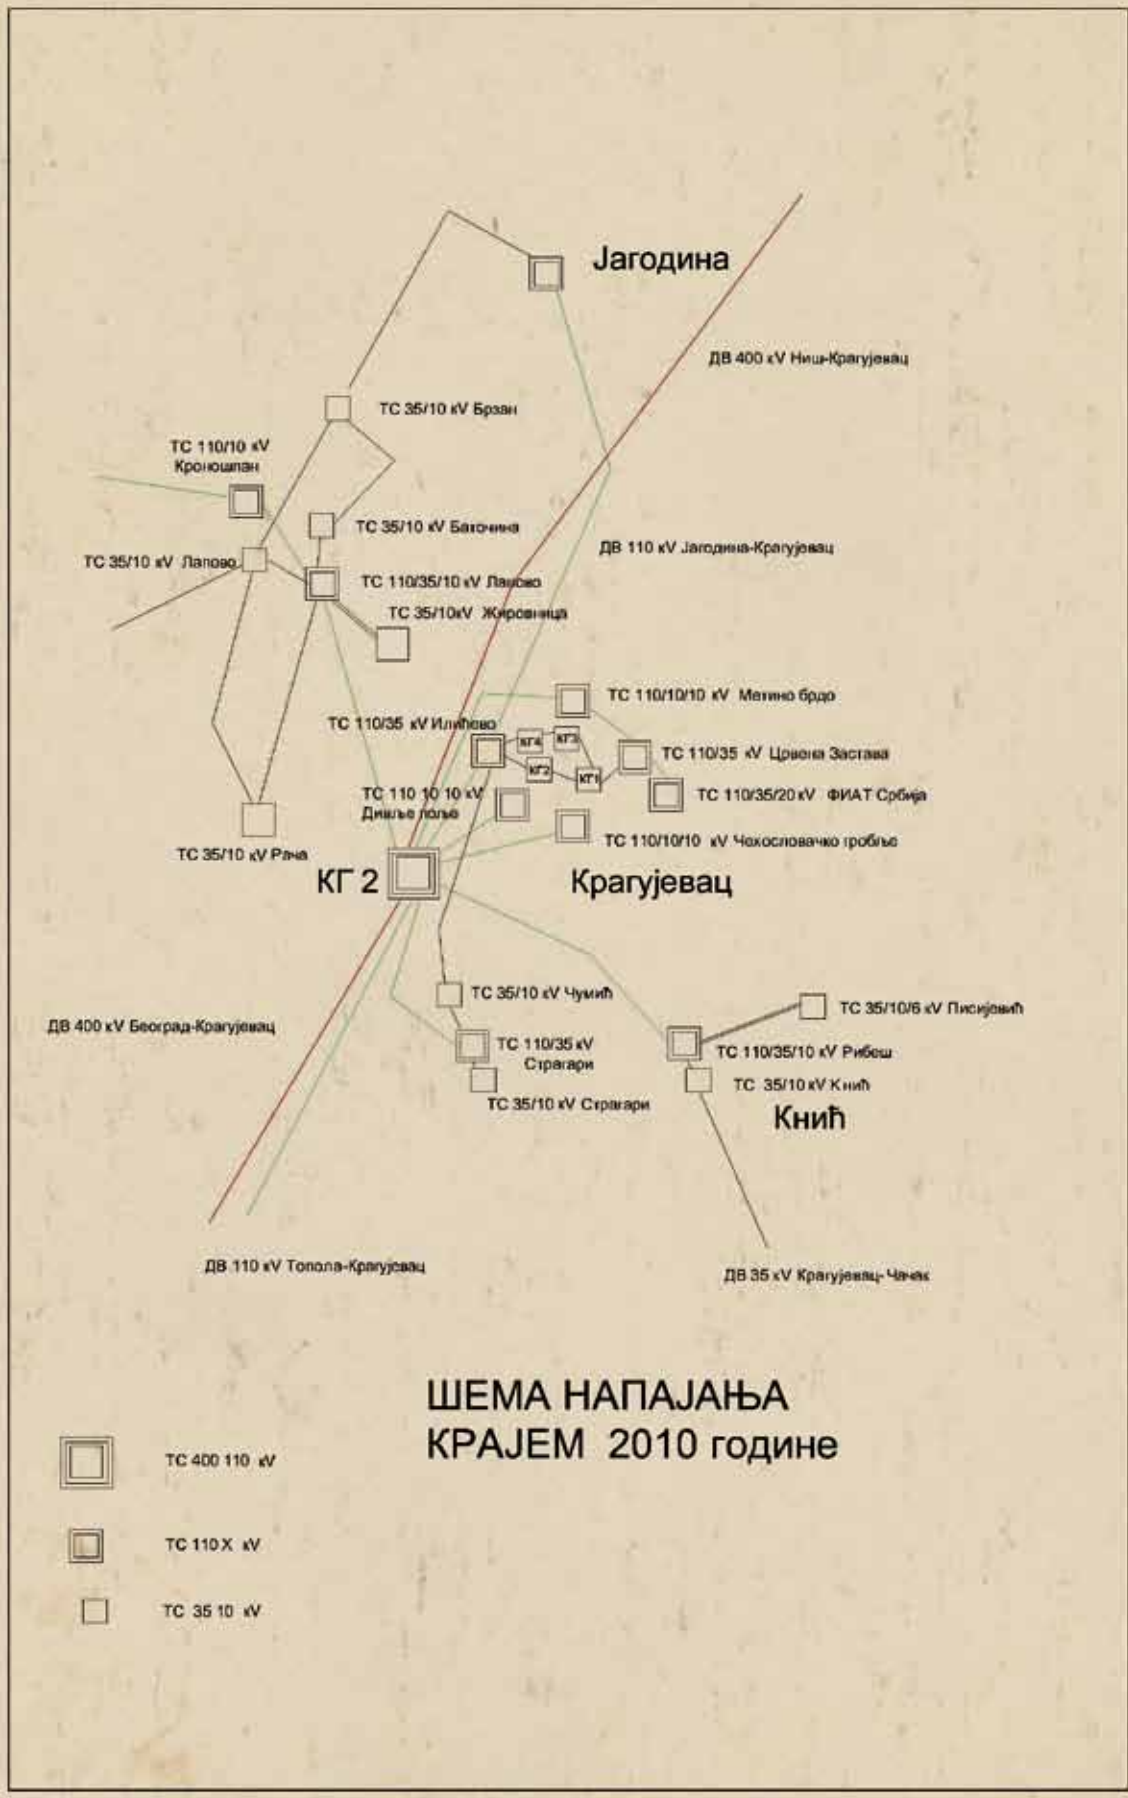 Јагодина
ДВ 400 кV Ниш-Крагујевац
ТС 35/10 кV Брзан
ТС 110/10 кV
Кроношпан
ТС 35/10 кV Баточина
ДВ 110 кV Јагодина-Крагујевац
ТС 35/10 кV Лапово
ТС 110/35/10 кV Лапово
ТС 35/10кV Жировница
ТС 110/10/10 кV Метино брдо
ТС 110/35 кV Илићево
КГ4
КГ3
ТС 110/35 кV Црвена Застава
КГ2
КГ1
ТС 110 10 10 кV
Дивље поље
ТС 110/35/20 кV ФИАТ Србија
ТС 110/10/10 кV Чехословачко гробље
ТС 35/10 кV Рача
КГ 2
Крагујевац
ТС 35/10 кV Чумић
ТС 35/10/6 кV Писијевић
ДВ 400 кV Београд-Крагујевац
ТС 110/35 кV
Страгари
ТС 110/35/10 кV Рибеш
ТС 35/10 кV Кнић
ТС 35/10 кV Страгари
Кнић
ДВ 110 кV Топола-Крагујевац
ДВ 35 кV Крагујевац-Чачак
ШЕМА НАПАЈАЊА
КРАЈЕМ 2010 године
ТС 400 110 кV
ТС 110 Х кV
ТС 35 10 кV